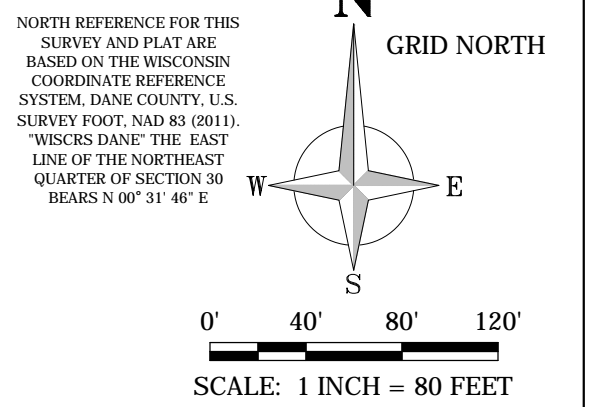 NORTH REFERENCE FOR THIS
SURVEY AND PLAT ARE
BASED ON THE WISCONSIN
COORDINATE REFERENCE
SYSTEM, DANE COUNTY, U.S.
SURVEY FOOT, NAD 83 (2011).
"WISCRS DANE" THE EAST
LINE OF THE NORTHEAST
QUARTER OF SECTION 30
BEARS N 00° 31' 46" E
N
GRID NORTH
W
E
S
0' 40' 80' 120'
SCALE: 1 INCH = 80 FEET